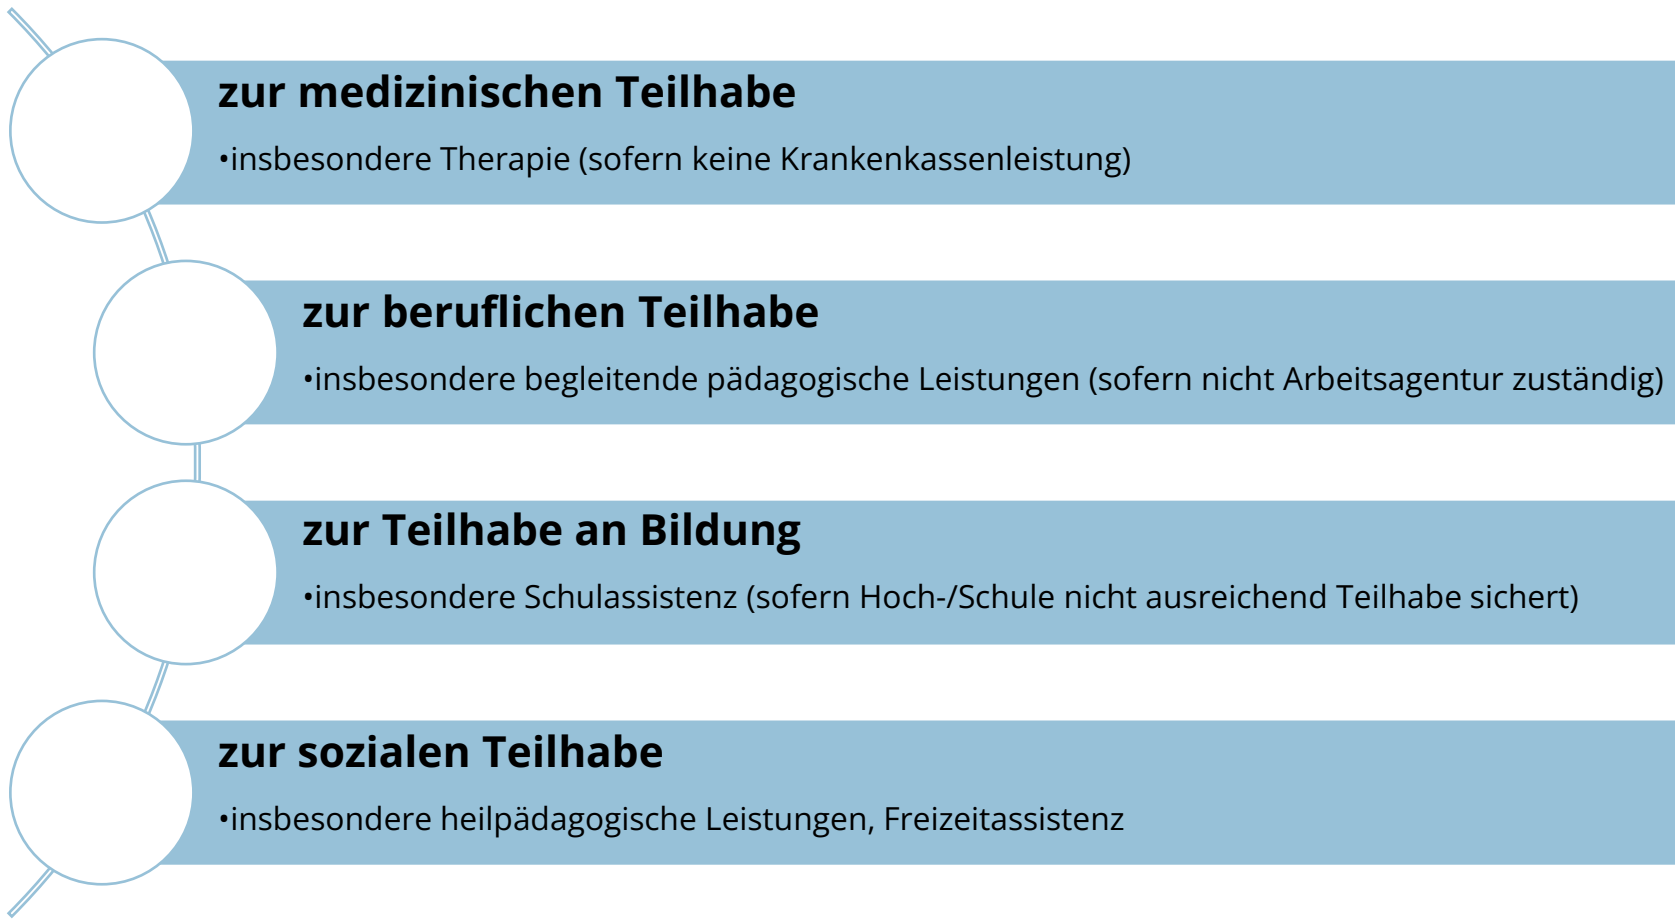 zur medizinischen Teilhabe
•insbesondere Therapie (sofern keine Krankenkassenleistung)
zur beruflichen Teilhabe
•insbesondere begleitende pädagogische Leistungen (sofern nicht Arbeitsagentur zuständig)
zur Teilhabe an Bildung
•insbesondere Schulassistenz (sofern Hoch-/Schule nicht ausreichend Teilhabe sichert)
zur sozialen Teilhabe
•insbesondere heilpädagogische Leistungen, Freizeitassistenz